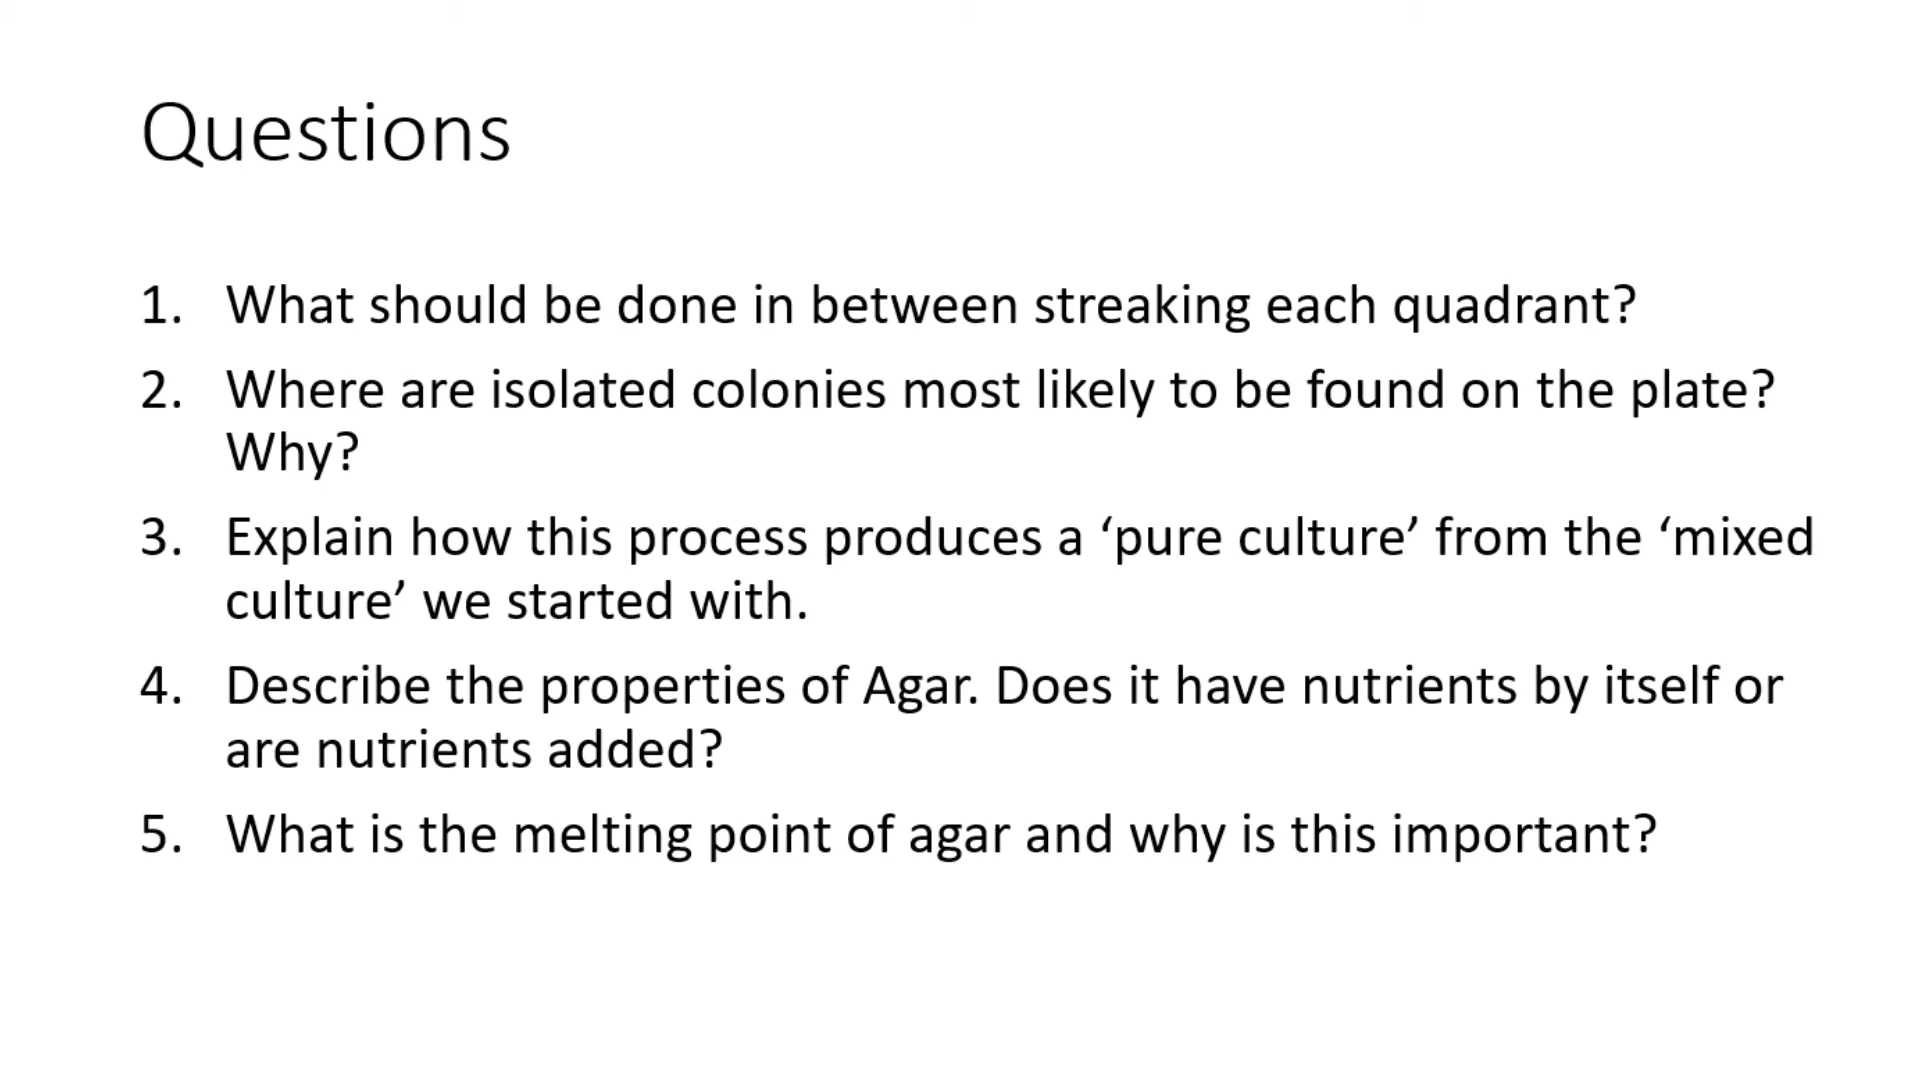 Questions
1. What should be done in between streaking each quadrant?
2. Where are isolated colonies most likely to be found on the plate?
Why?
3. Explain how this process produces a ‘pure culture’ from the ‘mixed
culture’ we started with.
4. Describe the properties of Agar. Does it have nutrients by itself or
are nutrients added?
5. What is the melting point of agar and why is this important?